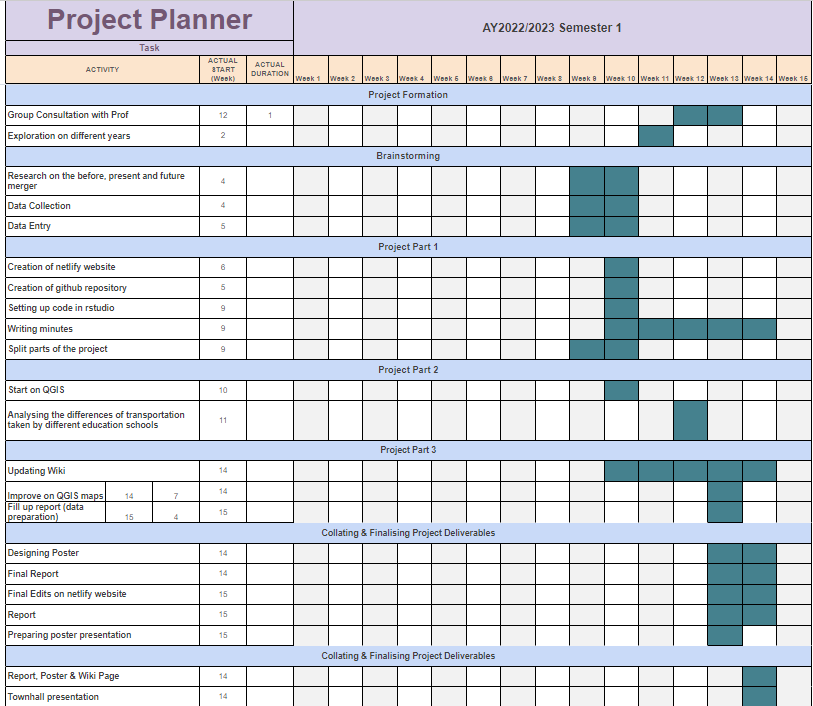 Project Planner
AY2022/2023 Semester 1
Task
ACTIVITY
ACTUAL
START
(Week)
ACTUAL
DURATION
Week 1 Week 2 Week 3 Week 4 Week 5 Week 6 Week 7 Week 8 Week 9 Week 10 Week 11 Week 12 Week 13 Week 14 Week 15
Project Formation
Group Consultation with Prof 12 1
Exploration on different years 2
Brainstorming
Research on the before, present and future
merger 4
Data Collection 4
Data Entry 5
Project Part 1
Creation of netlify website 6
Creation of github repository 5
Setting up code in rstudio 9
Writing minutes 9
Split parts of the project 9
Project Part 2
Start on QGIS 10
Analysing the differences of transportation
taken by different education schools 11
Project Part 3
Updating Wiki 14
Improve on QGIS maps 14 7 14
Fill up report (data
preparation) 15 4 15
Collating & Finalising Project Deliverables
Designing Poster 14
Final Report 14
Final Edits on netlify website 15
Report 15
Preparing poster presentation 15
Collating & Finalising Project Deliverables
Report, Poster & Wiki Page 14
Townhall presentation 14